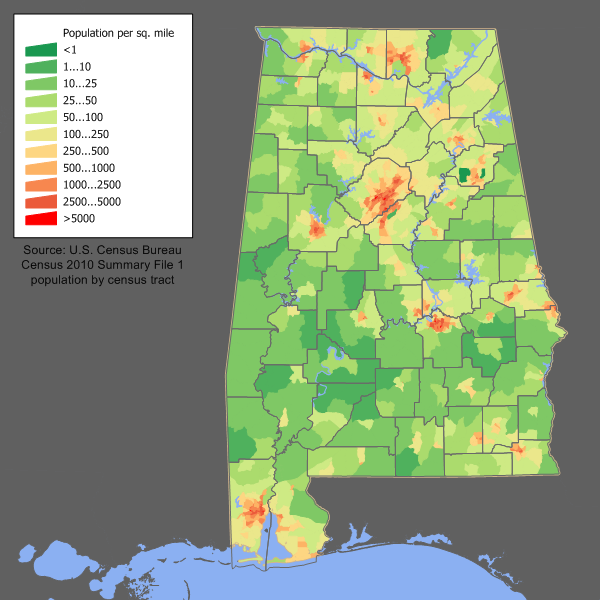 Population per sq. mile
<1
1...10
10...25
25...50
50...100
100...250
250...500
500...1000
1000...2500
2500...5000
>5000
Source: U.S. Census Bureau
Census 2010 Summary File 1
population by census tract